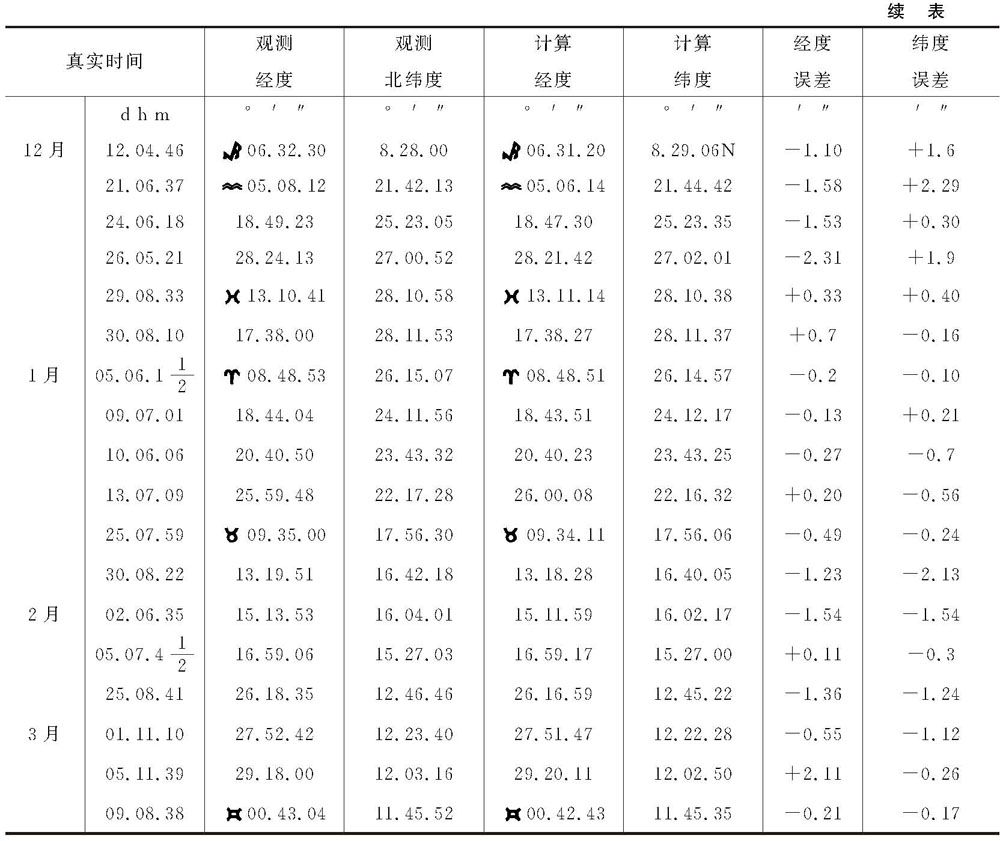 续 表
真实时间 观测 经度 观测 北纬度 计算 经度 计算 纬度 经度 误差 纬度 误差
d h m ° ′ ″ ° ′ ″ ° ′ ″ ° ′ ″ ′ ″ ′ ″
12月 12.04.46 ♑06.32.30 8.28.00 ♑06.31.20 8.29.06N −1.10 +1.6
21.06.37 ♒05.08.12 21.42.13 ♒05.06.14 21.44.42 −1.58 +2.29
24.06.18 18.49.23 25.23.05 18.47.30 25.23.35 −1.53 +0.30
26.05.21 28.24.13 27.00.52 28.21.42 27.02.01 −2.31 +1.9
29.08.33 ♓13.10.41 28.10.58 ♓13.11.14 28.10.38 +0.33 +0.40
30.08.10 17.38.00 28.11.53 17.38.27 28.11.37 +0.7 −0.16
1月 05.06.1 1/2 ♈08.48.53 26.15.07 ♈08.48.51 26.14.57 −0.2 −0.10
09.07.01 18.44.04 24.11.56 18.43.51 24.12.17 −0.13 +0.21
10.06.06 20.40.50 23.43.32 20.40.23 23.43.25 −0.27 −0.7
13.07.09 25.59.48 22.17.28 26.00.08 22.16.32 +0.20 −0.56
25.07.59 ♉09.35.00 17.56.30 ♉09.34.11 17.56.06 −0.49 −0.24
30.08.22 13.19.51 16.42.18 13.18.28 16.40.05 −1.23 −2.13
2月 02.06.35 15.13.53 16.04.01 15.11.59 16.02.17 −1.54 −1.54
05.07.4 1/2 16.59.06 15.27.03 16.59.17 15.27.00 +0.11 −0.3
25.08.41 26.18.35 12.46.46 26.16.59 12.45.22 −1.36 −1.24
3月 01.11.10 27.52.42 12.23.40 27.51.47 12.22.28 −0.55 −1.12
05.11.39 29.18.00 12.03.16 29.20.11 12.02.50 +2.11 −0.26
09.08.38 ♊00.43.04 11.45.52 ♊00.42.43 11.45.35 −0.21 −0.17